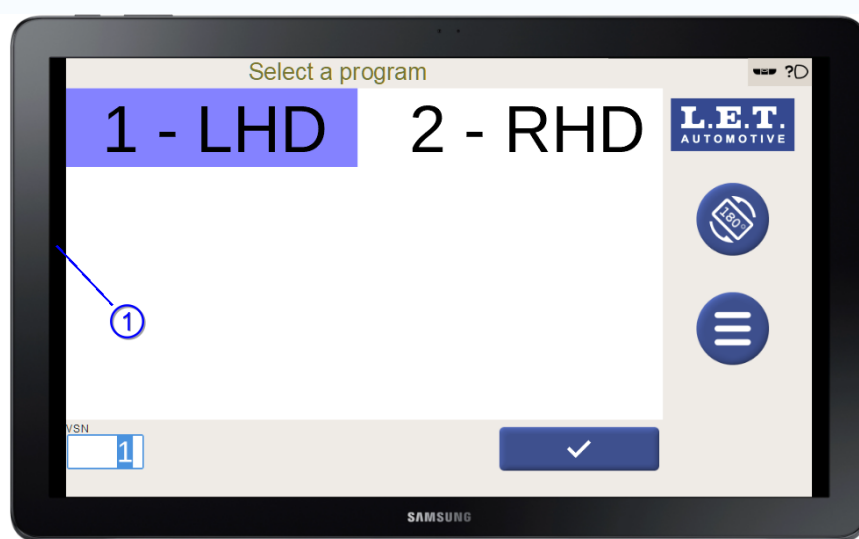 Select a program
?
1 - LHD
2 - RHD
L.E.T.
AUTOMOTIVE
180°
1
VSN
1
SAMSUNG